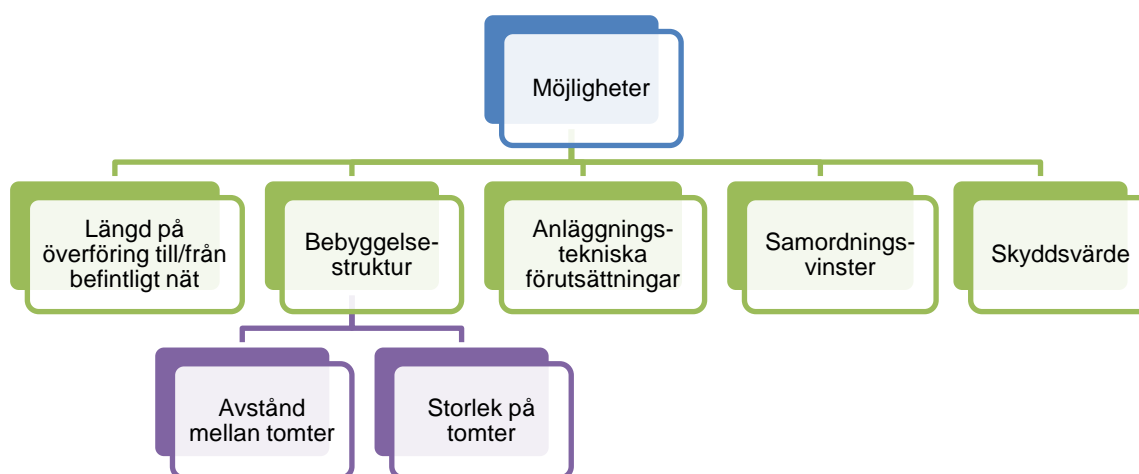 Möjligheter
Längd på
överföring till/från
befintligt nät
Bebyggelse-
struktur
Anläggnings-
tekniska
förutsättningar
Samordnings-
vinster
Skyddsvärde
Avstånd
mellan tomter
Storlek på
tomter